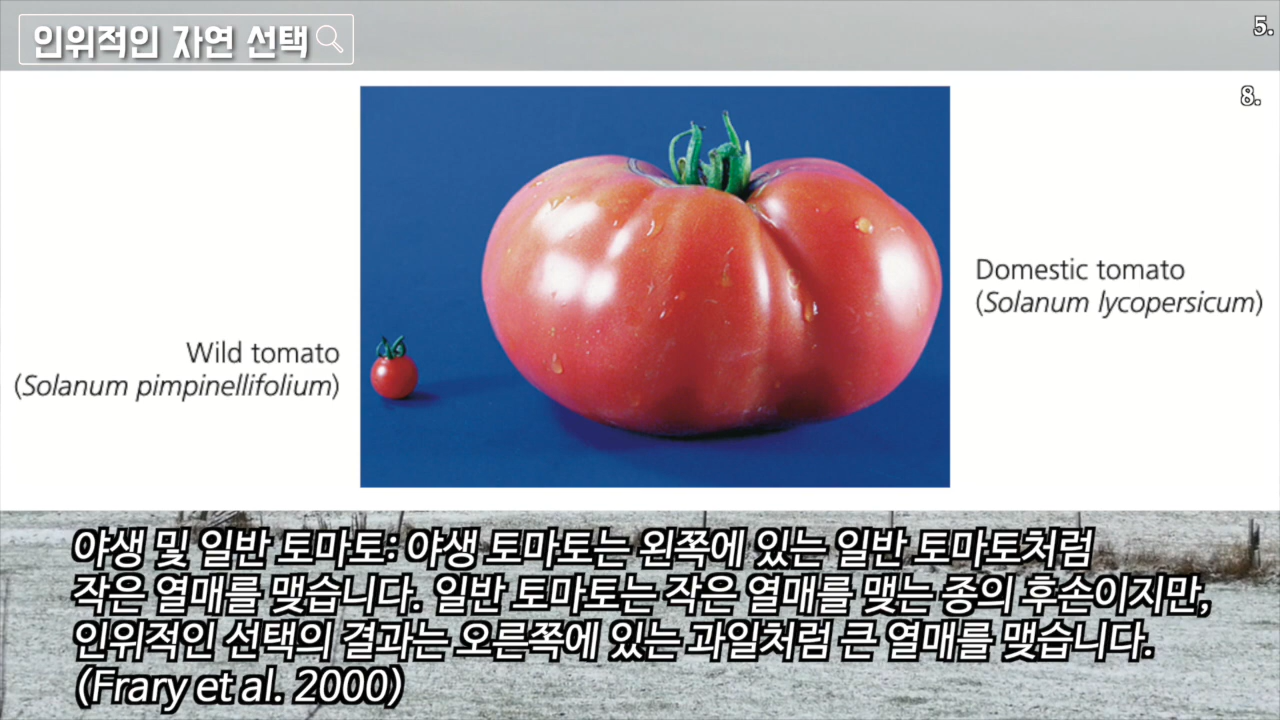 인위적인 자연 선택
5.
8.
Domestic tomato
(Solanum lycopersicum)
Wild tomato
(Solanum pimpinellifolium)
야생 및 일반 토마토: 야생 토마토는 왼쪽에 있는 일반 토마토처럼
작은 열매를 맺습니다. 일반 토먀토는 작은 열매를 맺는 종의 후손이지만,
인위적인 선택의 결과는 오른쪽에 있는 과일처럼 큰 열매를 맺습니다.
(Frary et al. 2000)